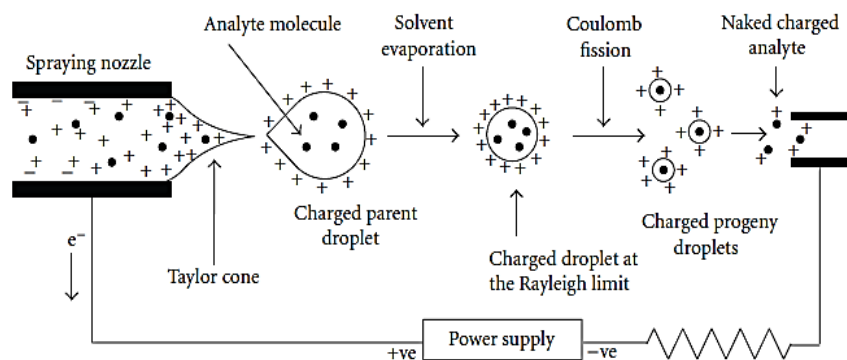 Analyte molecule
Solvent
evaporation
Coulomb
fission
Naked charged
analyte
Spraying nozzle
Charged parent
droplet
Charged progeny
droplets
Charged droplet at
the Rayleigh limit
e⁻
Taylor cone
+ve
Power supply
−ve